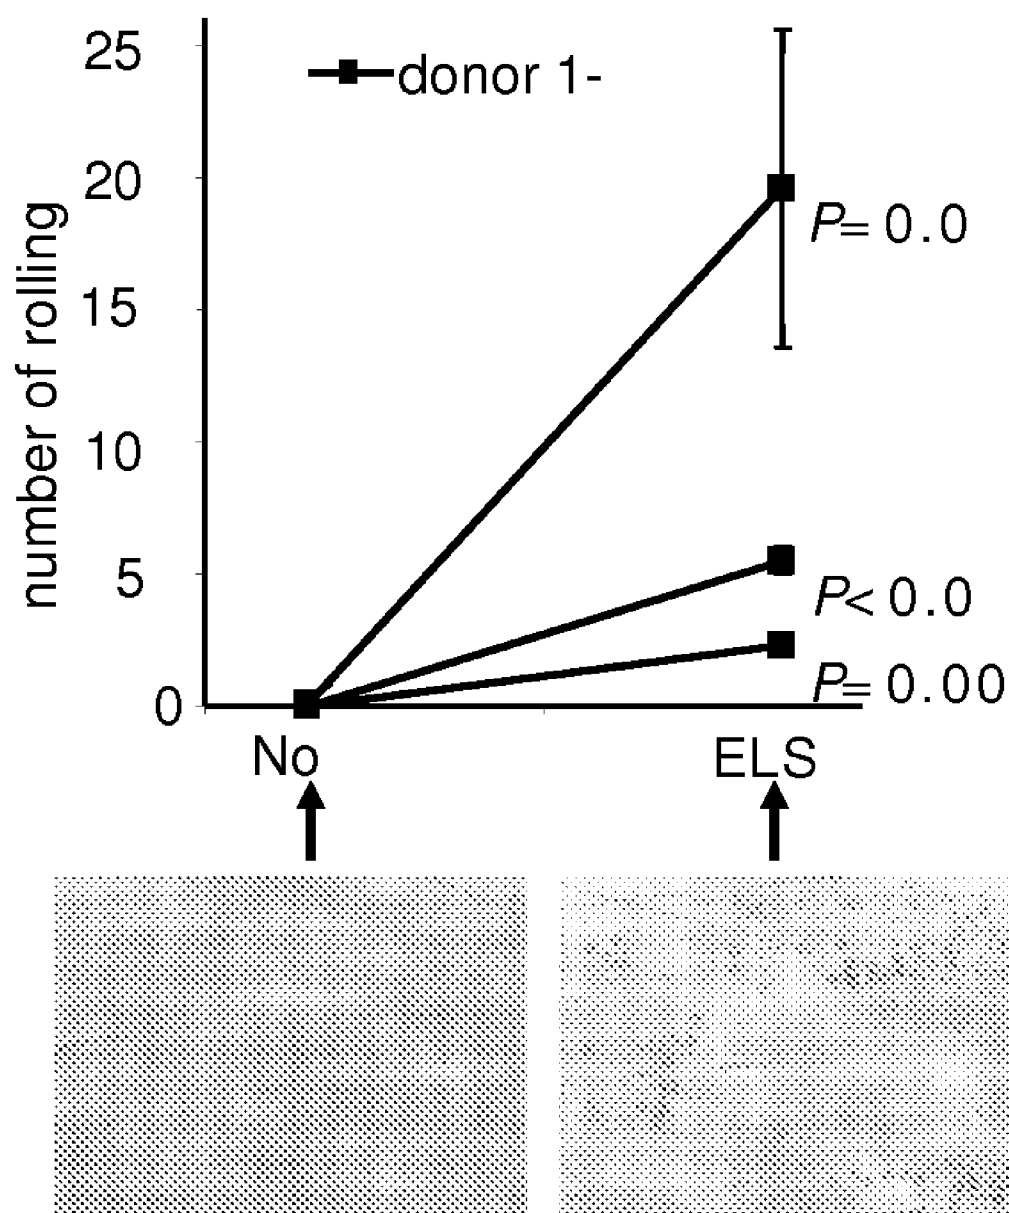 25
donor 1-
20
P= 0.0
number of rolling
15
10
5
P< 0.0
P= 0.00
0
No
ELS